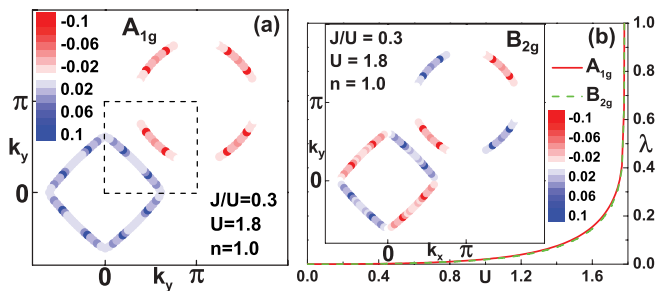 A1g (a)
-0.1
-0.06
-0.02
0.02
0.06
0.1
π
ky
0
J/U=0.3
U=1.8
n=1.0
0 π
ky
B2g (b)
J/U = 0.3
U = 1.8
n = 1.0
A1g
B2g
-0.1
-0.06
-0.02
0.02
0.06
0.1
π
ky
0
0 kx π
1.0
0.8
0.6
λ
0.4
0.2
0.0
0.0 0.4 0.8 U 1.2 1.6